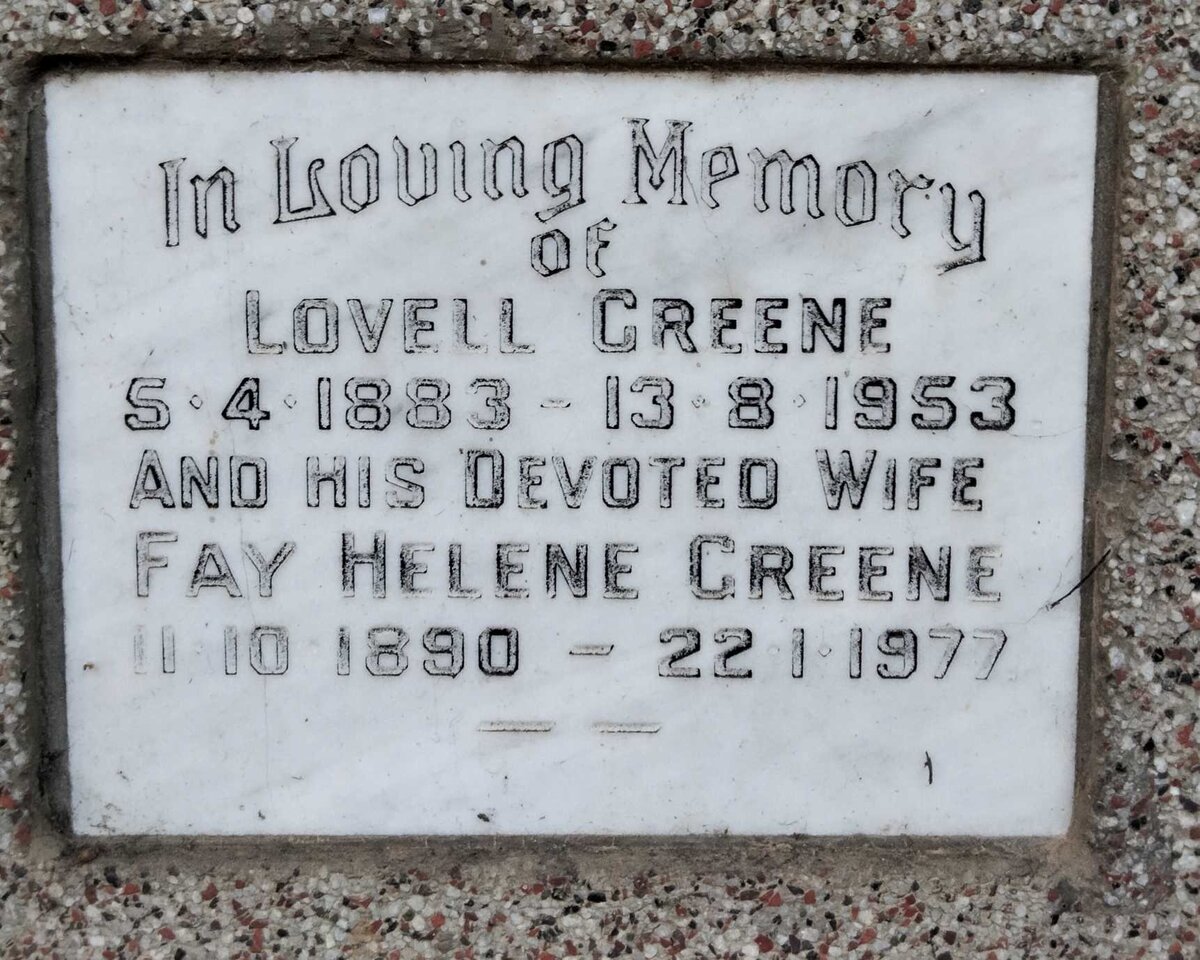 In Loving Memory
of
LOVELL GREENE
5·4·1883 – 13·8·1953
AND HIS DEVOTED WIFE
FAY HELENE GREENE
11·10·1890 – 22·1·1977
— —